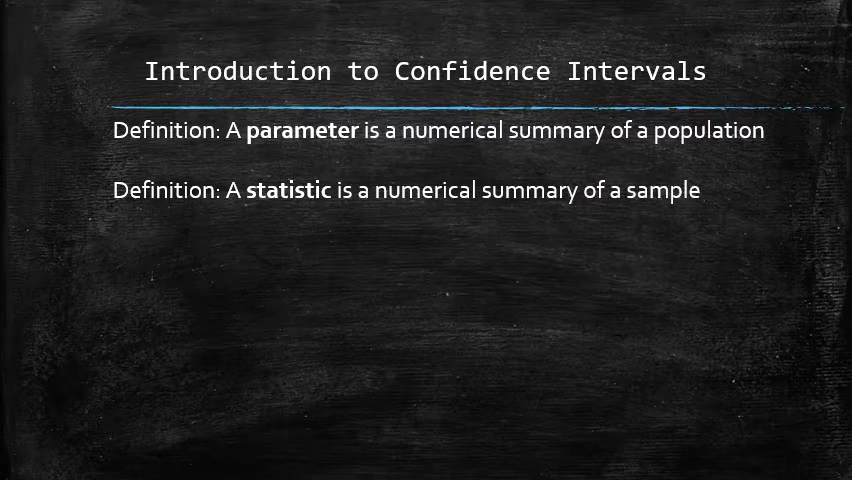 Introduction to Confidence Intervals
Definition: A parameter is a numerical summary of a population
Definition: A statistic is a numerical summary of a sample